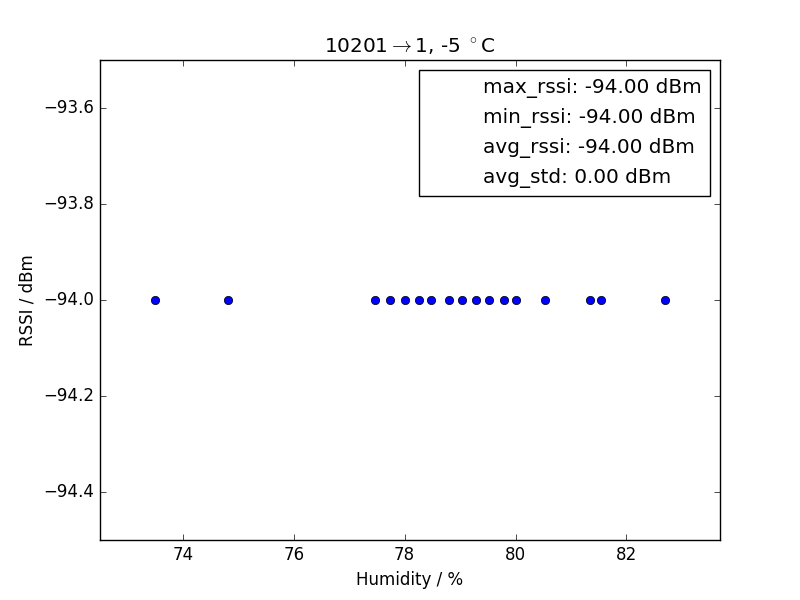 10201→1, -5 °C
max_rssi: -94.00 dBm
min_rssi: -94.00 dBm
avg_rssi: -94.00 dBm
avg_std: 0.00 dBm
−93.6
−93.8
−94.0
−94.2
−94.4
RSSI / dBm
74 76 78 80 82
Humidity / %